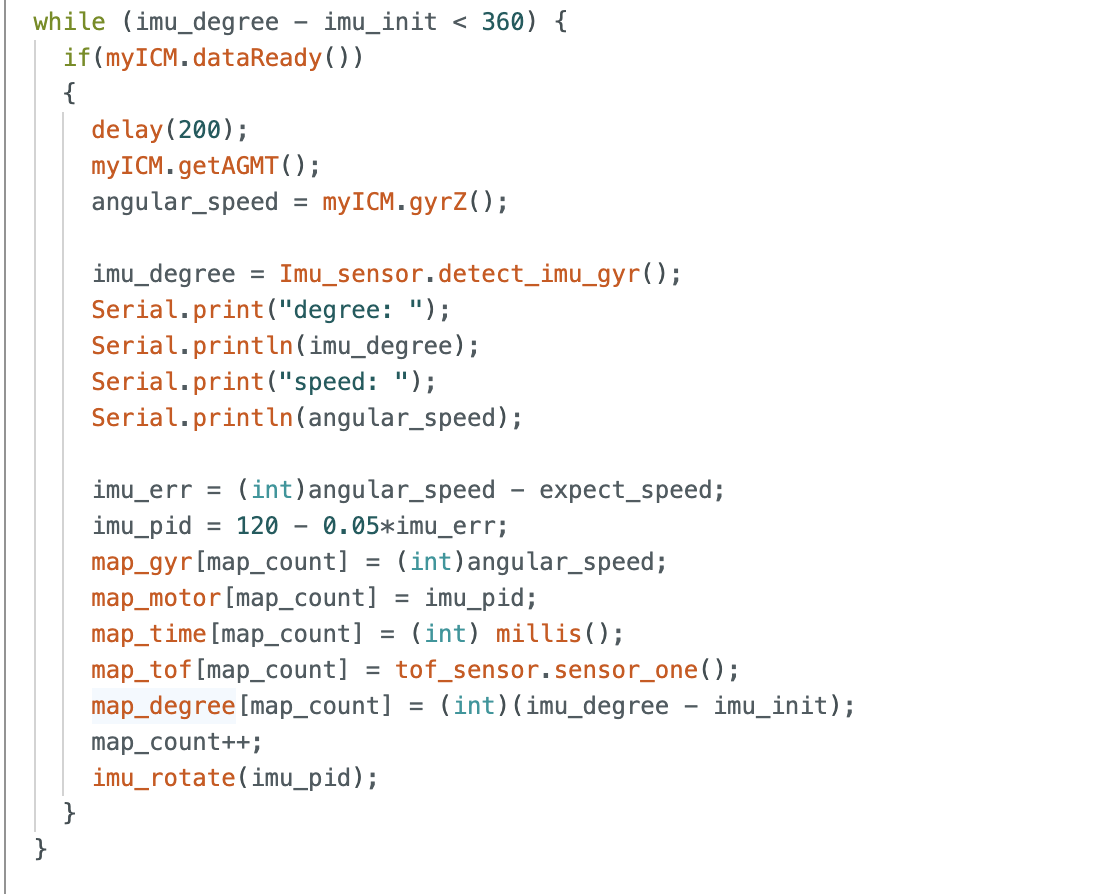 while (imu_degree - imu_init < 360) {
if(myICM.dataReady())
{
delay(200);
myICM.getAGMT();
angular_speed = myICM.gyrZ();
imu_degree = Imu_sensor.detect_imu_gyr();
Serial.print("degree: ");
Serial.println(imu_degree);
Serial.print("speed: ");
Serial.println(angular_speed);
imu_err = (int)angular_speed - expect_speed;
imu_pid = 120 - 0.05*imu_err;
map_gyr[map_count] = (int)angular_speed;
map_motor[map_count] = imu_pid;
map_time[map_count] = (int) millis();
map_tof[map_count] = tof_sensor.sensor_one();
map_degree[map_count] = (int)(imu_degree - imu_init);
map_count++;
imu_rotate(imu_pid);
}
}